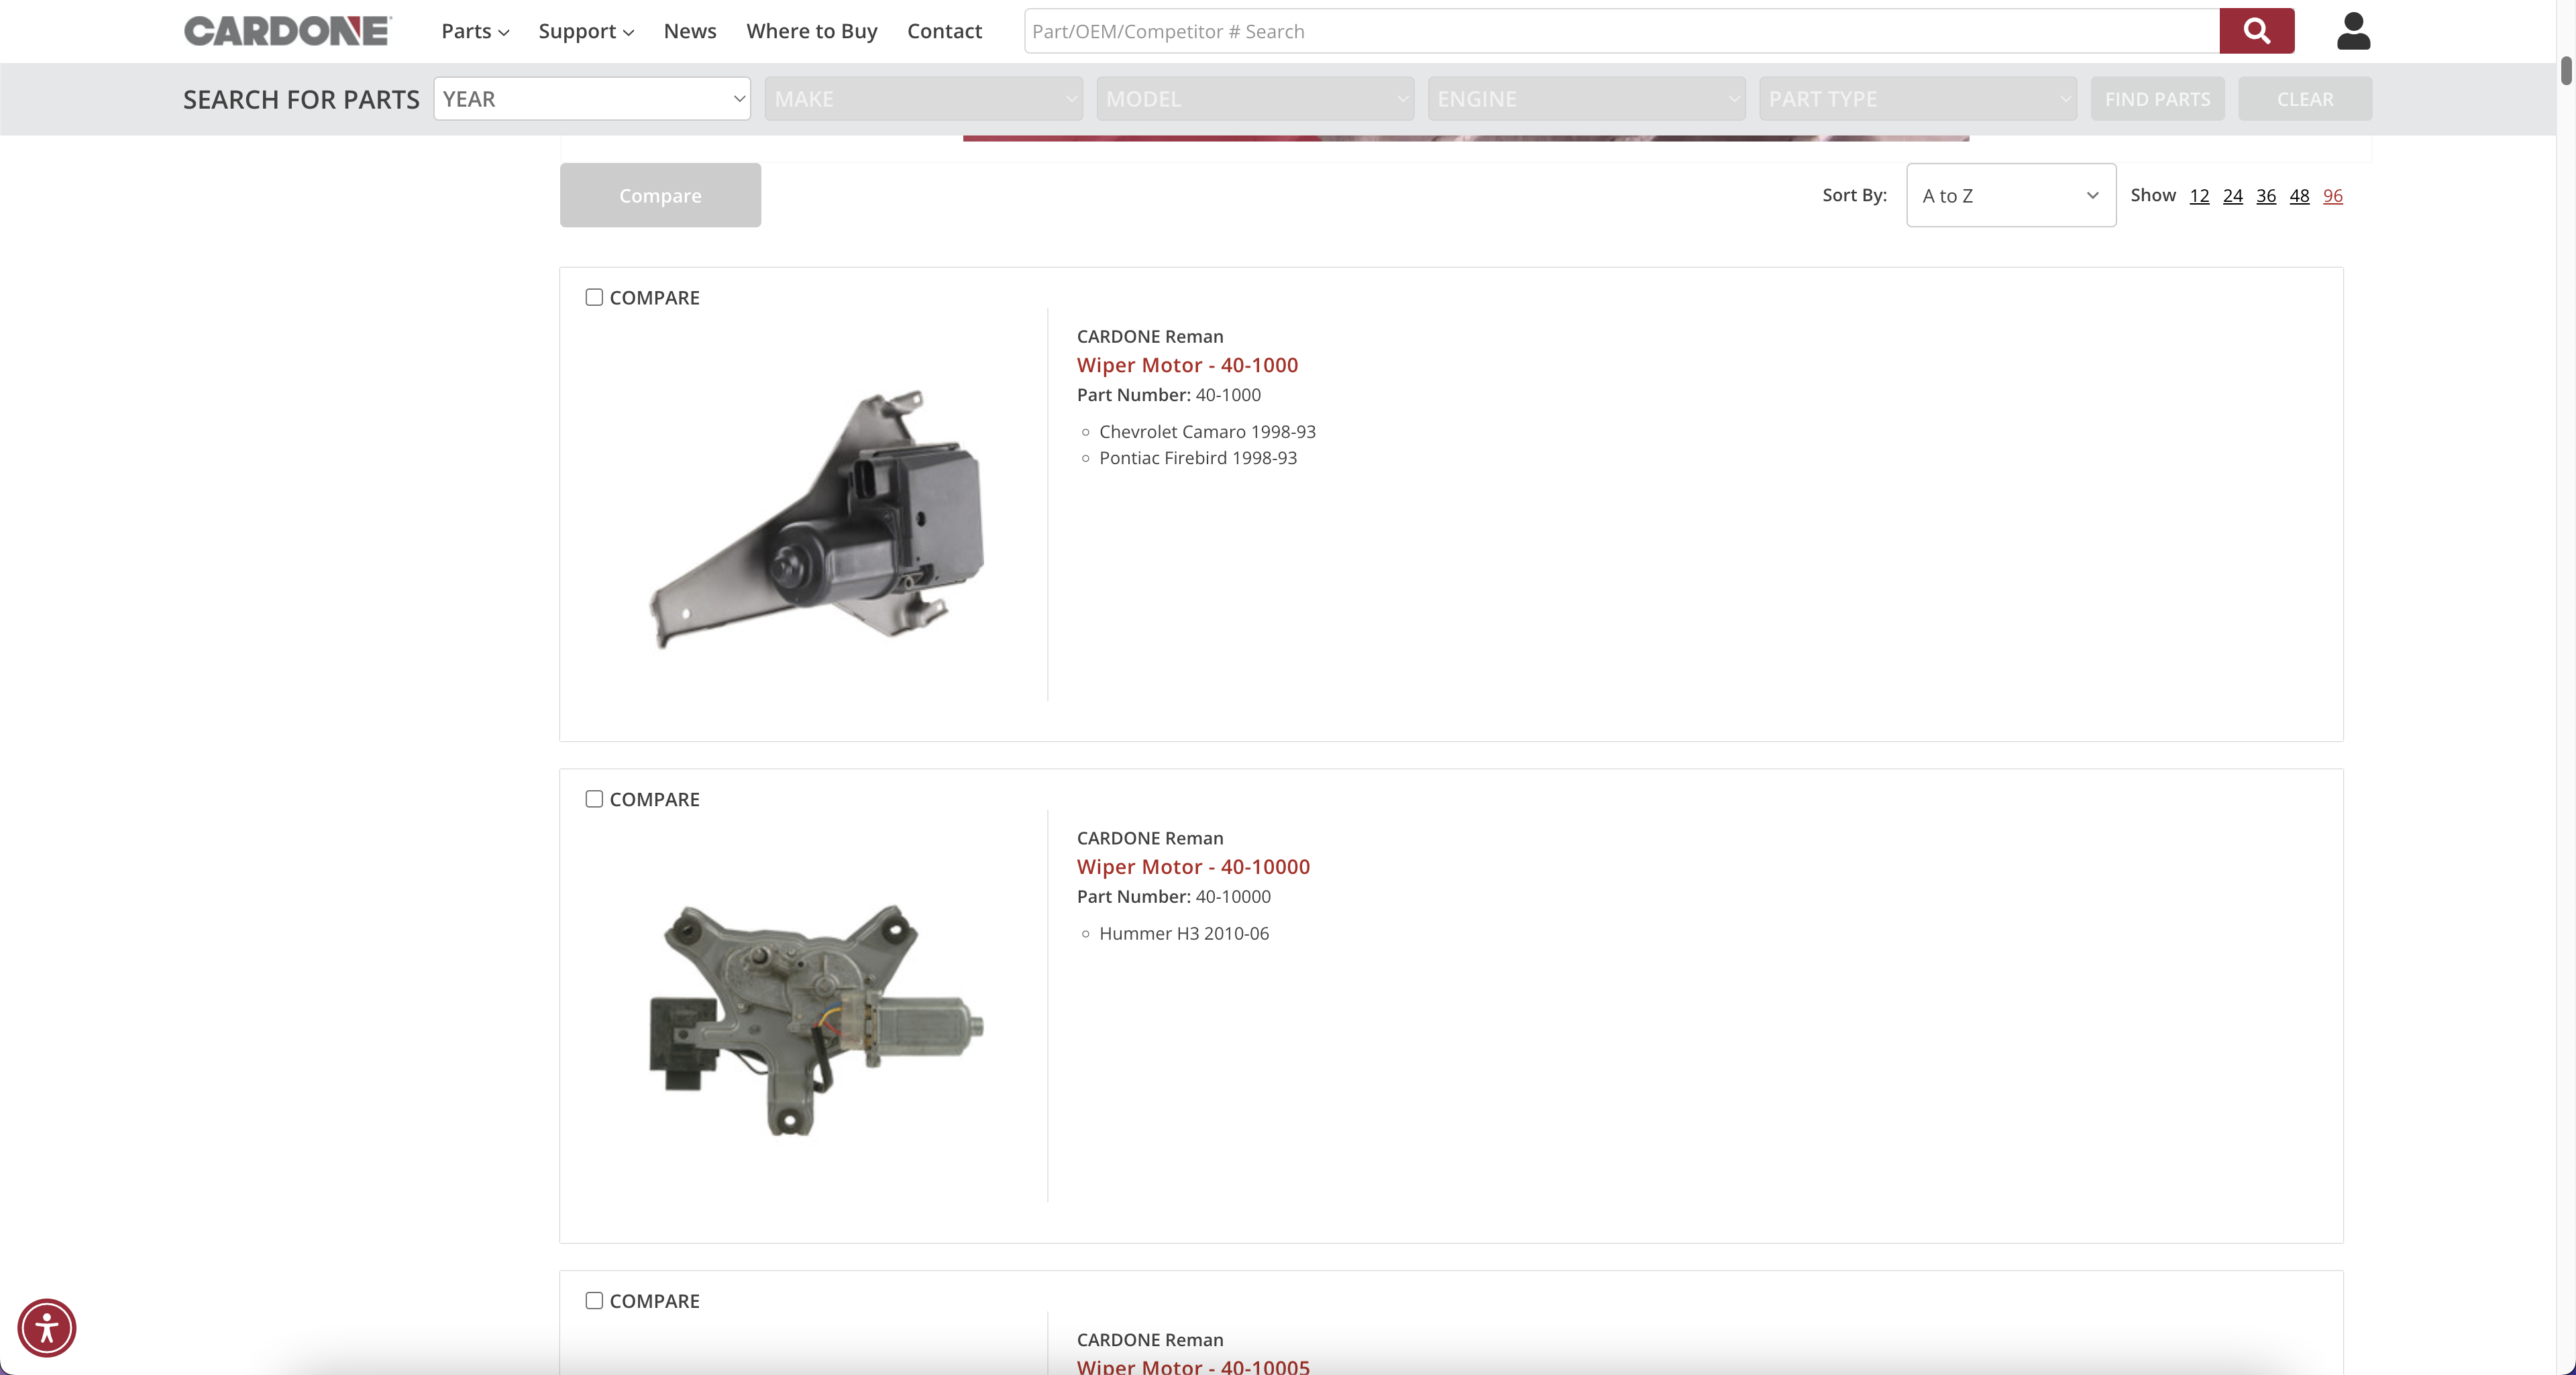 CARDONE
Parts
Support
News
Where to Buy
Contact
Part/OEM/Competitor # Search
SEARCH FOR PARTS
YEAR
MAKE
MODEL
ENGINE
PART TYPE
FIND PARTS
CLEAR
Compare
Sort By:
A to Z
Show 12 24 36 48 96
COMPARE
CARDONE Reman
Wiper Motor - 40-1000
Part Number: 40-1000
Chevrolet Camaro 1998-93
Pontiac Firebird 1998-93
COMPARE
CARDONE Reman
Wiper Motor - 40-10000
Part Number: 40-10000
Hummer H3 2010-06
COMPARE
CARDONE Reman
Wiper Motor - 40-10005